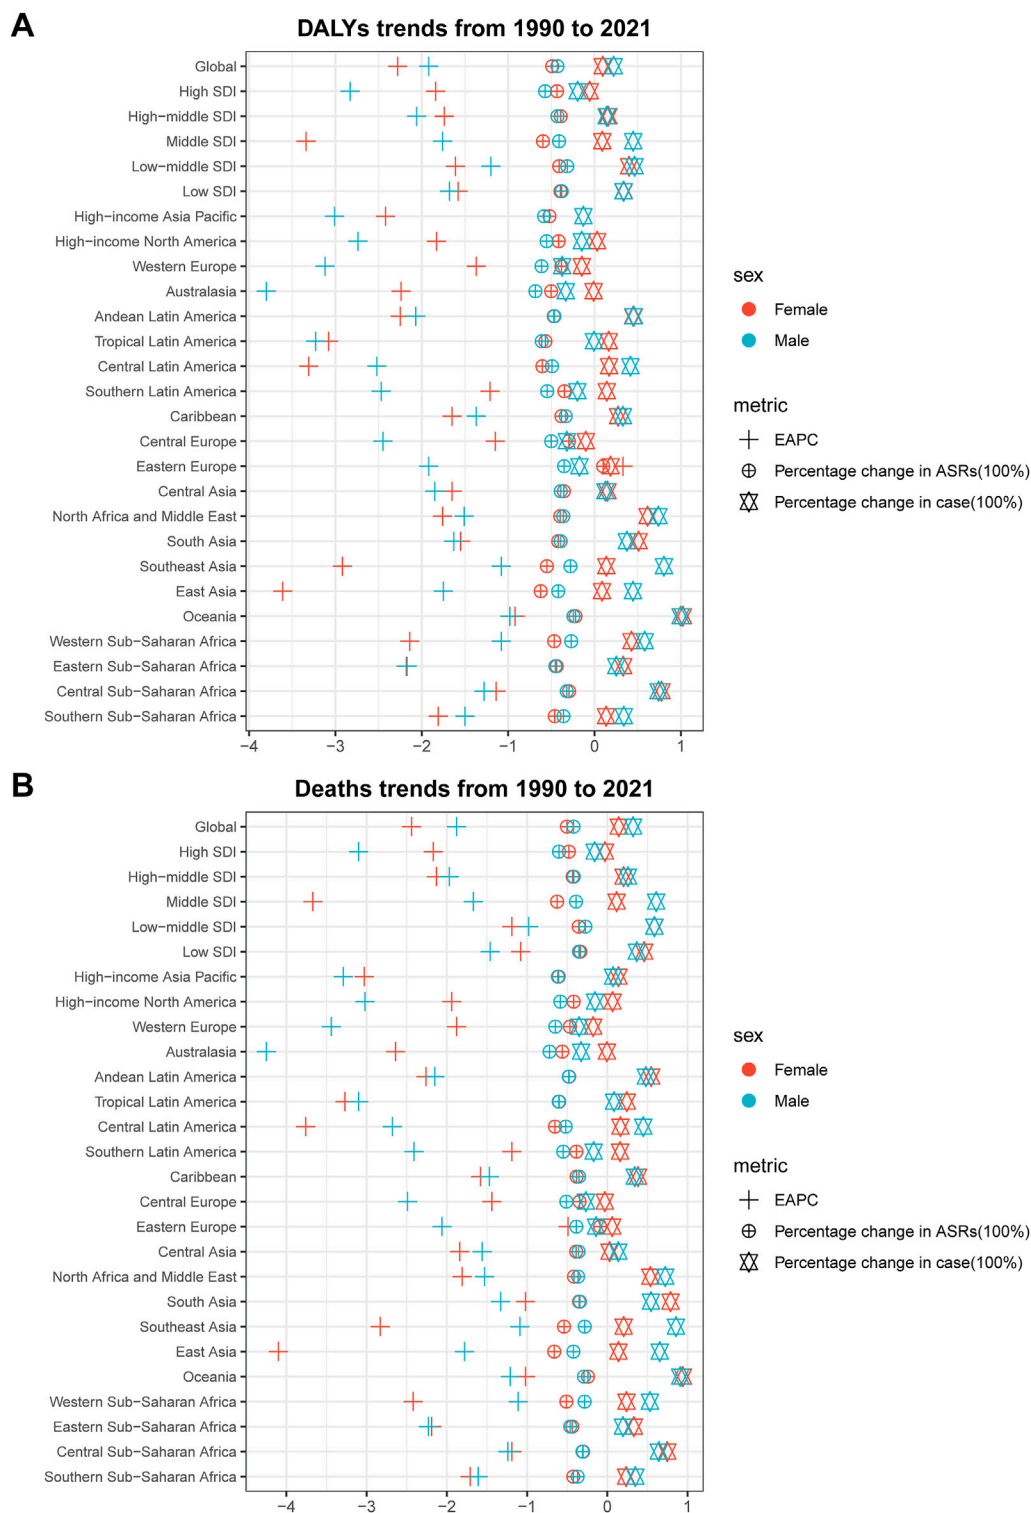 A
DALYs trends from 1990 to 2021
Global
High SDI
High−middle SDI
Middle SDI
Low−middle SDI
Low SDI
High−income Asia Pacific
High−income North America
Western Europe
Australasia
Andean Latin America
Tropical Latin America
Central Latin America
Southern Latin America
Caribbean
Central Europe
Eastern Europe
Central Asia
North Africa and Middle East
South Asia
Southeast Asia
East Asia
Oceania
Western Sub−Saharan Africa
Eastern Sub−Saharan Africa
Central Sub−Saharan Africa
Southern Sub−Saharan Africa
−4 −3 −2 −1 0 1
sex
Female
Male
metric
EAPC
Percentage change in ASRs(100%)
Percentage change in case(100%)
B
Deaths trends from 1990 to 2021
Global
High SDI
High−middle SDI
Middle SDI
Low−middle SDI
Low SDI
High−income Asia Pacific
High−income North America
Western Europe
Australasia
Andean Latin America
Tropical Latin America
Central Latin America
Southern Latin America
Caribbean
Central Europe
Eastern Europe
Central Asia
North Africa and Middle East
South Asia
Southeast Asia
East Asia
Oceania
Western Sub−Saharan Africa
Eastern Sub−Saharan Africa
Central Sub−Saharan Africa
Southern Sub−Saharan Africa
−4 −3 −2 −1 0 1
sex
Female
Male
metric
EAPC
Percentage change in ASRs(100%)
Percentage change in case(100%)